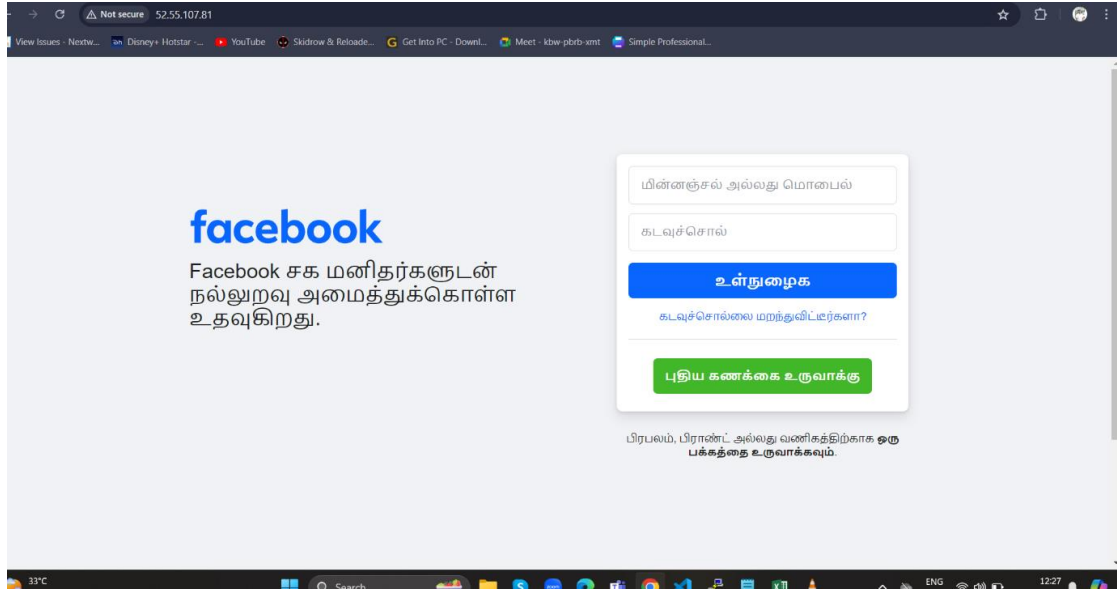 Not secure 52.55.107.81
View Issues - Nextw... Disney+ Hotstar -... YouTube Skidrow & Reloade... Get Into PC - Downl... Meet - kbw-pbrb-xmt Simple Professional...
மின்னஞ்சல் அல்லது மொபைல்
கடவுச்சொல்
உள்நுழைக
கடவுச்சொல்லை மறந்துவிட்டீர்களா?
புதிய கணக்கை உருவாக்கு
பிரபலம், பிராண்ட் அல்லது வணிகத்திற்காக ஒரு
பக்கத்தை உருவாக்கவும்.
facebook
Facebook சக மனிதர்களுடன்
நல்லுறவு அமைத்துக்கொள்ள
உதவுகிறது.
33°C
Search
ENG
12:27